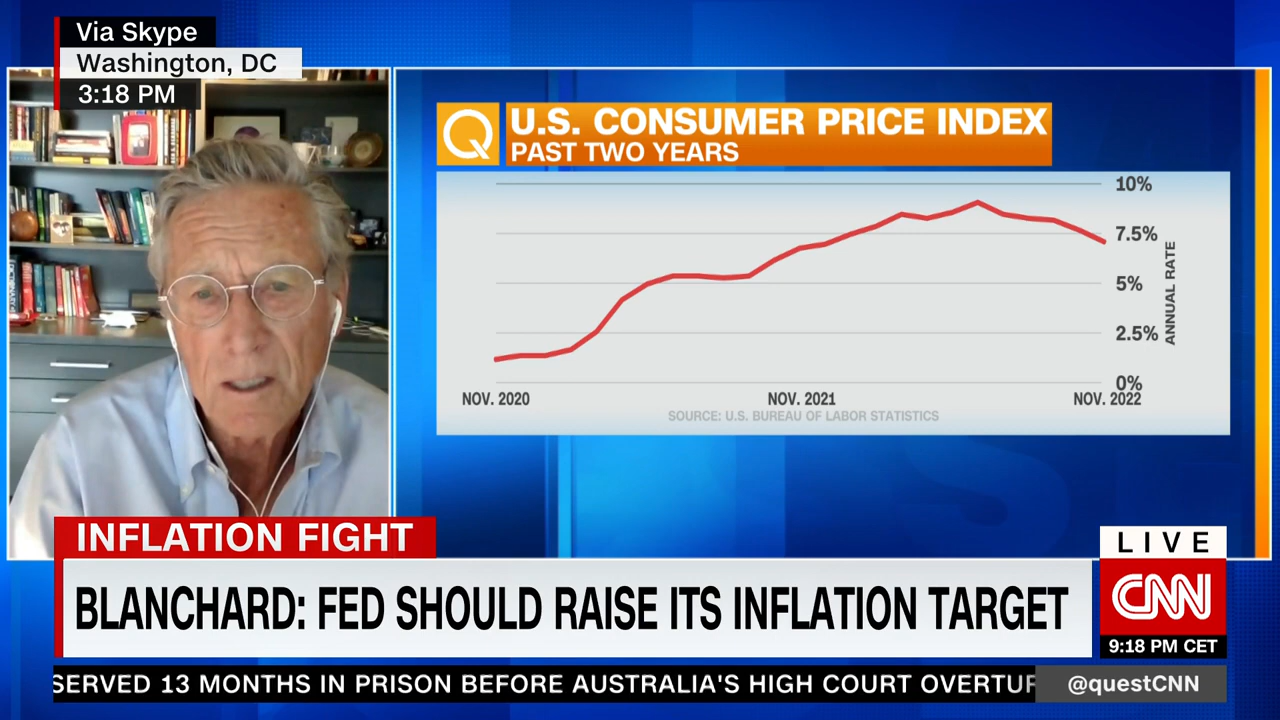 Via Skype
Washington, DC
3:18 PM
Q
U.S. CONSUMER PRICE INDEX
PAST TWO YEARS
10%
7.5%
5%
2.5%
0%
ANNUAL RATE
NOV. 2020
NOV. 2021
NOV. 2022
SOURCE: U.S. BUREAU OF LABOR STATISTICS
INFLATION FIGHT
BLANCHARD: FED SHOULD RAISE ITS INFLATION TARGET
LIVE
CNN
9:18 PM CET
SERVED 13 MONTHS IN PRISON BEFORE AUSTRALIA'S HIGH COURT OVERTUR
@questCNN